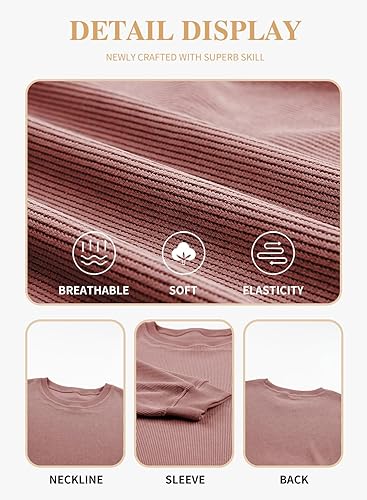 DETAIL DISPLAY
NEWLY CRAFTED WITH SUPERB SKILL
BREATHABLE SOFT ELASTICITY
NECKLINE SLEEVE BACK